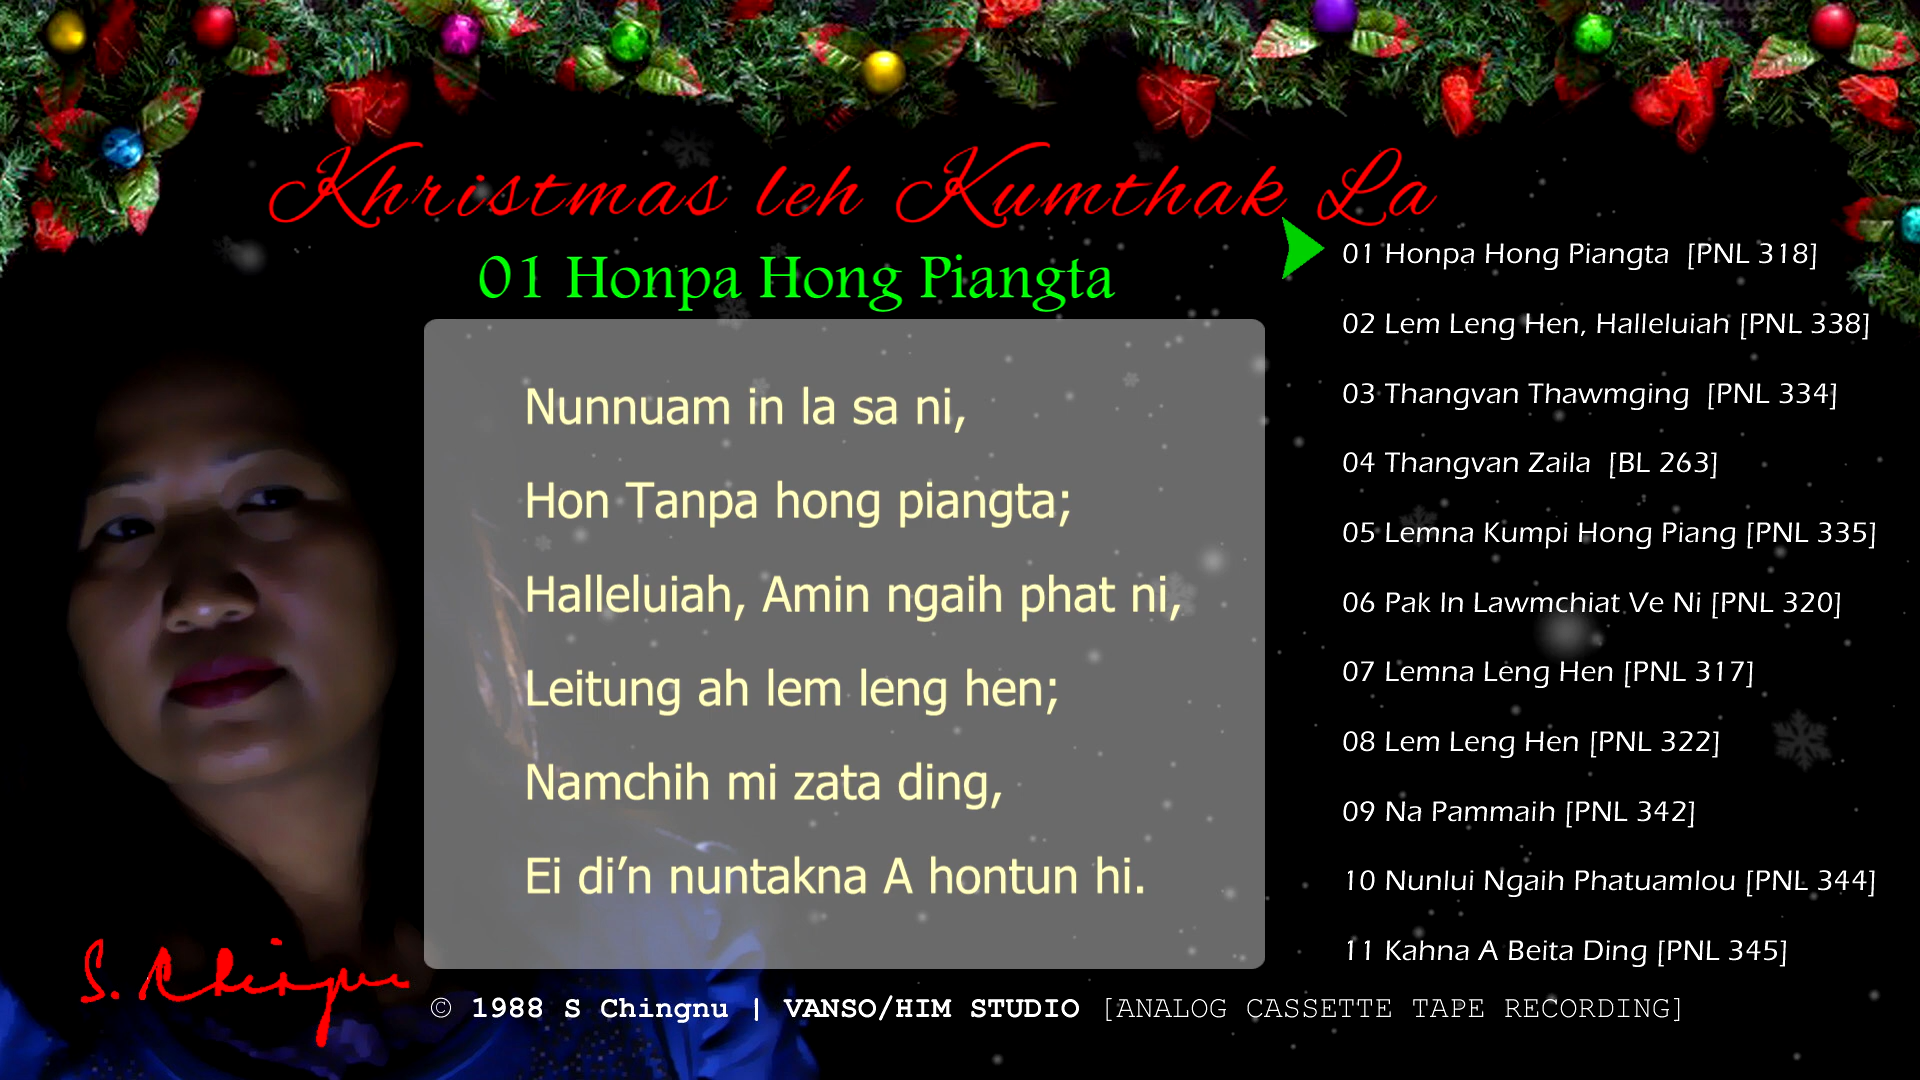 Khristmas leh Kumthak La
01 Honpa Hong Piangta
Nunnuam in la sa ni,
Hon Tanpa hong piangta;
Halleluiah, Amin ngaih phat ni,
Leitung ah lem leng hen;
Namchih mi zata ding,
Ei di’n nuntakna A hontun hi.
01 Honpa Hong Piangta [PNL 318]
02 Lem Leng Hen, Halleluiah [PNL 338]
03 Thangvan Thawmging [PNL 334]
04 Thangvan Zaila [BL 263]
05 Lemna Kumpi Hong Piang [PNL 335]
06 Pak In Lawmchiat Ve Ni [PNL 320]
07 Lemna Leng Hen [PNL 317]
08 Lem Leng Hen [PNL 322]
09 Na Pammaih [PNL 342]
10 Nunlui Ngaih Phatuamlou [PNL 344]
11 Kahna A Beita Ding [PNL 345]
S. Chingnu
© 1988 S Chingnu | VANSO/HIM STUDIO [ANALOG CASSETTE TAPE RECORDING]